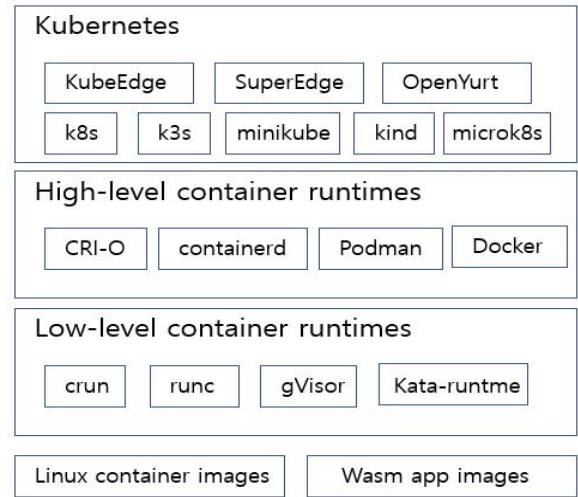 Kubernetes
KubeEdge SuperEdge OpenYurt
k8s k3s minikube kind microk8s
High-level container runtimes
CRI-O containerd Podman Docker
Low-level container runtimes
crun runc gVisor Kata-runtme
Linux container images Wasm app images